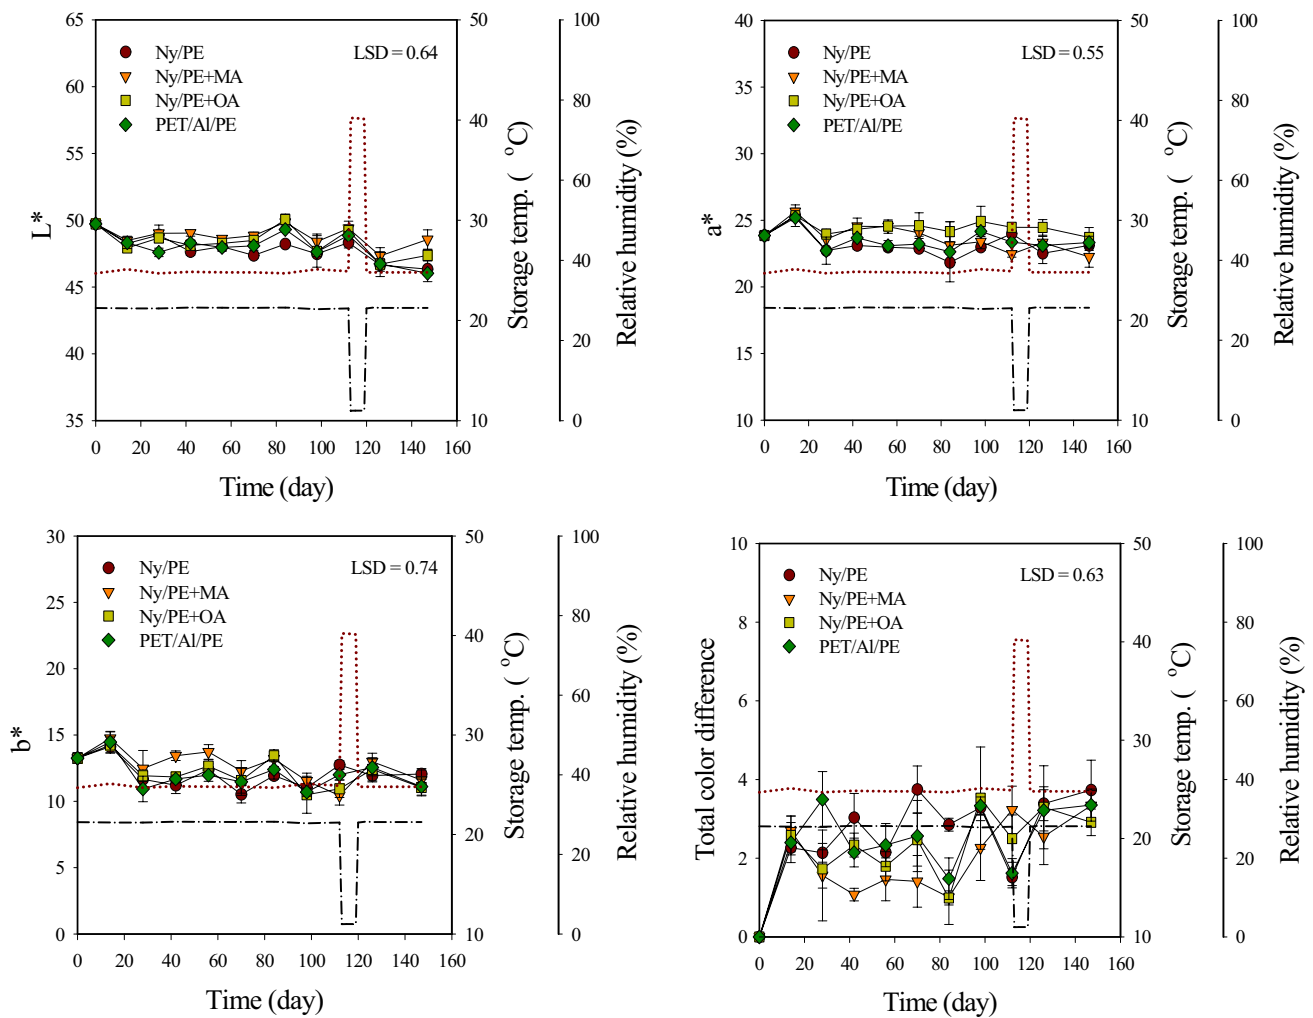 65
60
55
50
45
40
35
L*
Ny/PE
Ny/PE+MA
Ny/PE+OA
PET/Al/PE
LSD = 0.64
0 20 40 60 80 100 120 140 160
Time (day)
50
40
30
20
10
Storage temp. ( °C)
100
80
60
40
20
0
Relative humidity (%)
40
35
30
25
20
15
10
a*
Ny/PE
Ny/PE+MA
Ny/PE+OA
PET/Al/PE
LSD = 0.55
0 20 40 60 80 100 120 140 160
Time (day)
50
40
30
20
10
Storage temp. ( °C)
100
80
60
40
20
0
Relative humidity (%)
30
25
20
15
10
5
0
b*
Ny/PE
Ny/PE+MA
Ny/PE+OA
PET/Al/PE
LSD = 0.74
0 20 40 60 80 100 120 140 160
Time (day)
50
40
30
20
10
Storage temp. ( °C)
100
80
60
40
20
0
Relative humidity (%)
10
8
6
4
2
0
Total color difference
Ny/PE
Ny/PE+MA
Ny/PE+OA
PET/Al/PE
LSD = 0.63
0 20 40 60 80 100 120 140 160
Time (day)
50
40
30
20
10
Storage temp. ( °C)
100
80
60
40
20
0
Relative humidity (%)